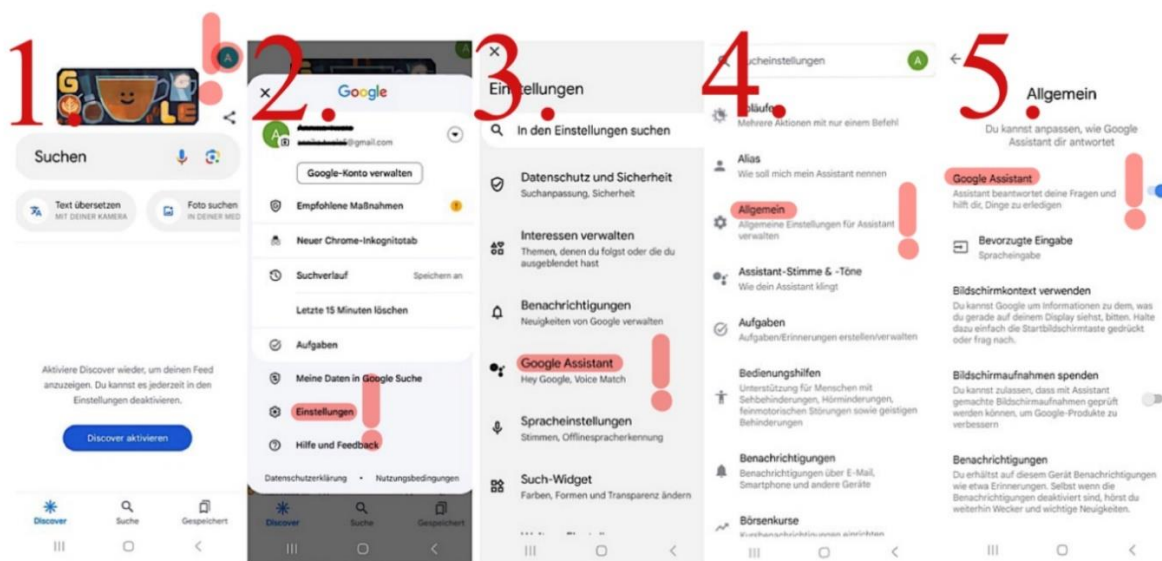 1.
A
G
LE
Suchen
Text übersetzen
MIT DEINER KAMERA
Foto suchen
IN DEINER MED
Aktiviere Discover wieder, um deinen Feed
anzuzeigen. Du kannst es jederzeit in den
Einstellungen deaktivieren.
Discover aktivieren
Discover
Suche
Gespeichert
2.
Google
A
@gmail.com
Google-Konto verwalten
Empfohlene Maßnahmen
Neuer Chrome-Inkognitotab
Suchverlauf
Speichern an
Letzte 15 Minuten löschen
Aufgaben
Meine Daten in Google Suche
Einstellungen
Hilfe und Feedback
Datenschutzerklärung • Nutzungsbedingungen
Discover
Suche
Gespeichert
3.
Einstellungen
In den Einstellungen suchen
Datenschutz und Sicherheit
Suchanpassung, Sicherheit
Interessen verwalten
Themen, denen du folgst oder die du
ausgeblendet hast
Benachrichtigungen
Neuigkeiten von Google verwalten
Google Assistant
Hey Google, Voice Match
Spracheinstellungen
Stimmen, Offlinespracherkennung
Such-Widget
Farben, Formen und Transparenz ändern
4.
Sucheinstellungen
A
Abläufe
Mehrere Aktionen mit nur einem Befehl
Alias
Wie soll mich mein Assistant nennen
Allgemein
Allgemeine Einstellungen für Assistant
verwalten
Assistant-Stimme & -Töne
Wie dein Assistant klingt
Aufgaben
Aufgaben/Erinnerungen erstellen/verwalten
Bedienungshilfen
Unterstützung für Menschen mit
Sehbehinderungen, Hörminderungen,
feinmotorischen Störungen sowie geistigen
Behinderungen
Benachrichtigungen
Benachrichtigungen über E-Mail,
Smartphone und andere Geräte
Börsenkurse
Kursbenachrichtigungen einrichten
5.
Allgemein
Du kannst anpassen, wie Google
Assistant dir antwortet
Google Assistant
Assistant beantwortet deine Fragen und
hilft dir, Dinge zu erledigen
Bevorzugte Eingabe
Spracheingabe
Bildschirmkontext verwenden
Du kannst Google um Informationen zu dem, was
du gerade auf deinem Display siehst, bitten. Halte
dazu einfach die Startbildschirmtaste gedrückt
oder frag nach.
Bildschirmaufnahmen spenden
Du kannst zulassen, dass mit Assistant
gemachte Bildschirmaufnahmen geprüft
werden können, um Google-Produkte zu
verbessern
Benachrichtigungen
Du erhältst auf diesem Gerät Benachrichtigungen
wie etwa Erinnerungen. Selbst wenn die
Benachrichtigungen deaktiviert sind, hörst du
weiterhin Wecker und wichtige Neuigkeiten.